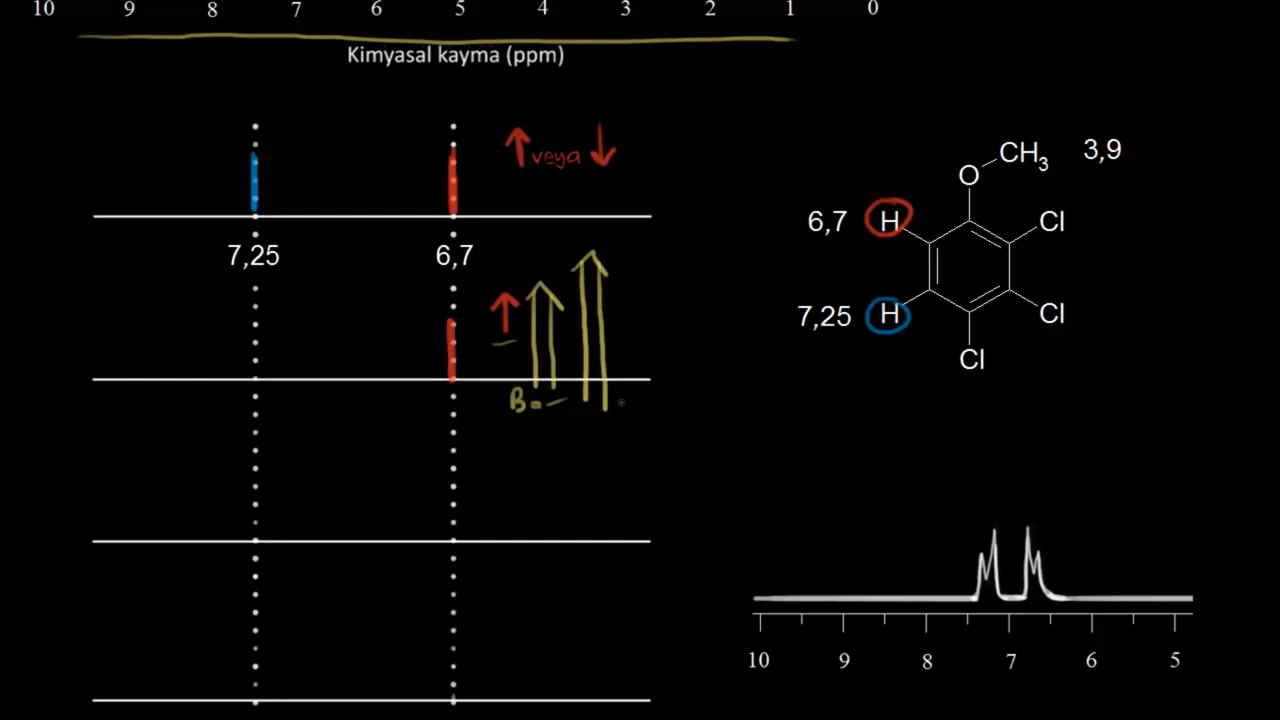 10 9 8 7 6 5 4 3 2 1 0
Kimyasal kayma (ppm)
veya
7,25 6,7
B
O
CH3 3,9
6,7 H Cl
7,25 H Cl
Cl
10 9 8 7 6 5